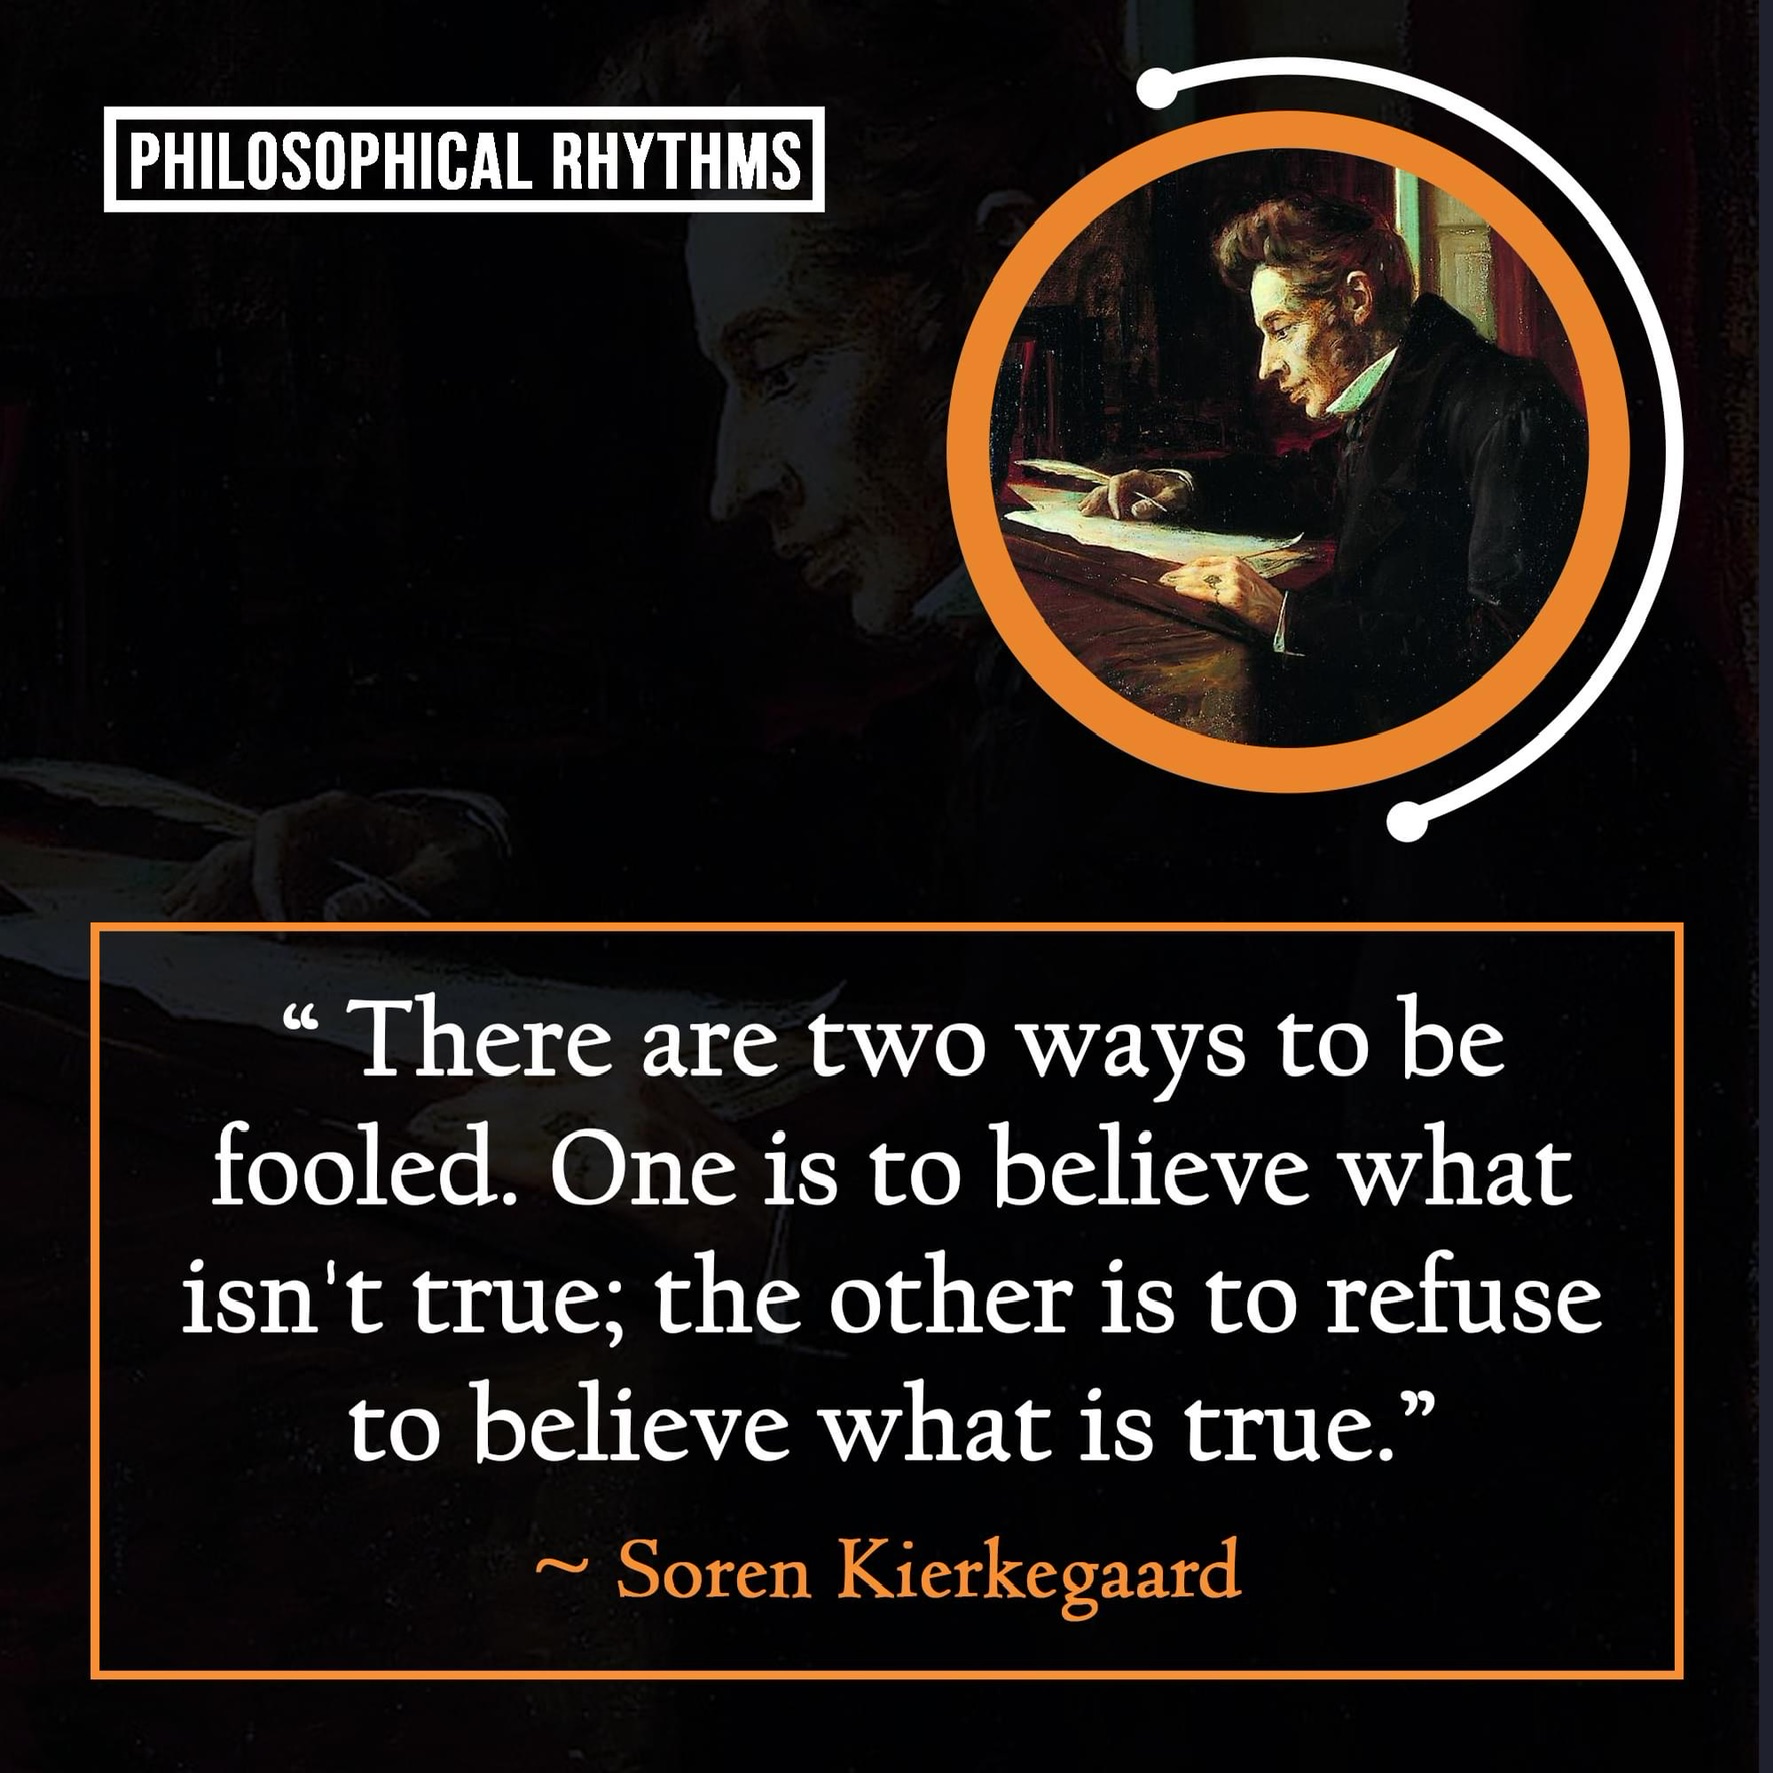 PHILOSOPHICAL RHYTHMS
“ There are two ways to be
fooled. One is to believe what
isn't true; the other is to refuse
to believe what is true.”
~ Soren Kierkegaard